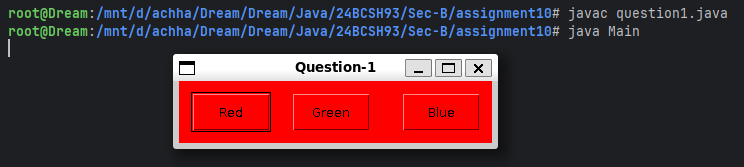 root@Dream:/mnt/d/achha/Dream/Dream/Java/24BCSH93/Sec-B/assignment10# javac question1.java
root@Dream:/mnt/d/achha/Dream/Dream/Java/24BCSH93/Sec-B/assignment10# java Main
Question-1
Red Green Blue